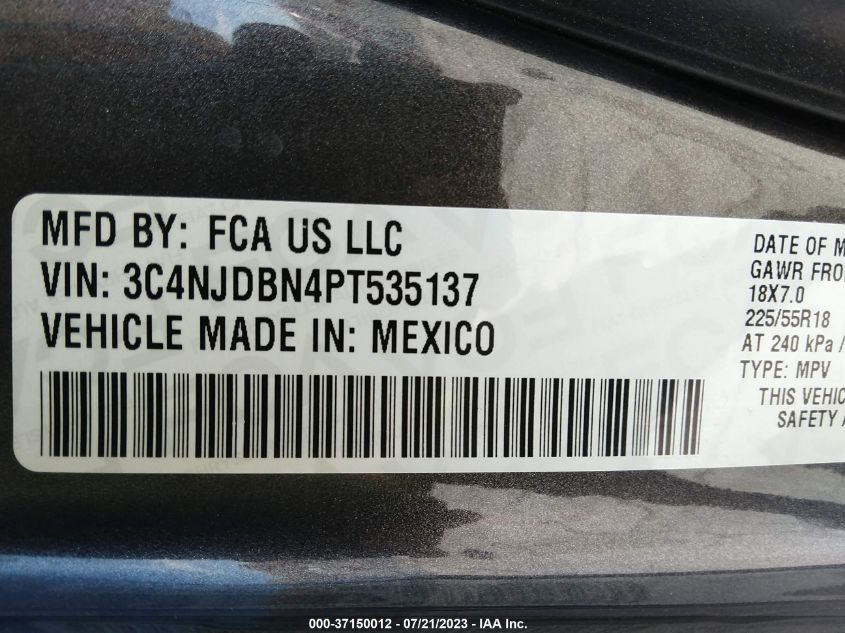 MFD BY: FCA US LLC
VIN: 3C4NJDBN4PT535137
VEHICLE MADE IN: MEXICO
DATE OF M
GAWR FRO
18X7.0
225/55R18
AT 240 kPa /
TYPE: MPV
THIS VEHIC
SAFETY A
000-37150012 - 07/21/2023 - IAA Inc.